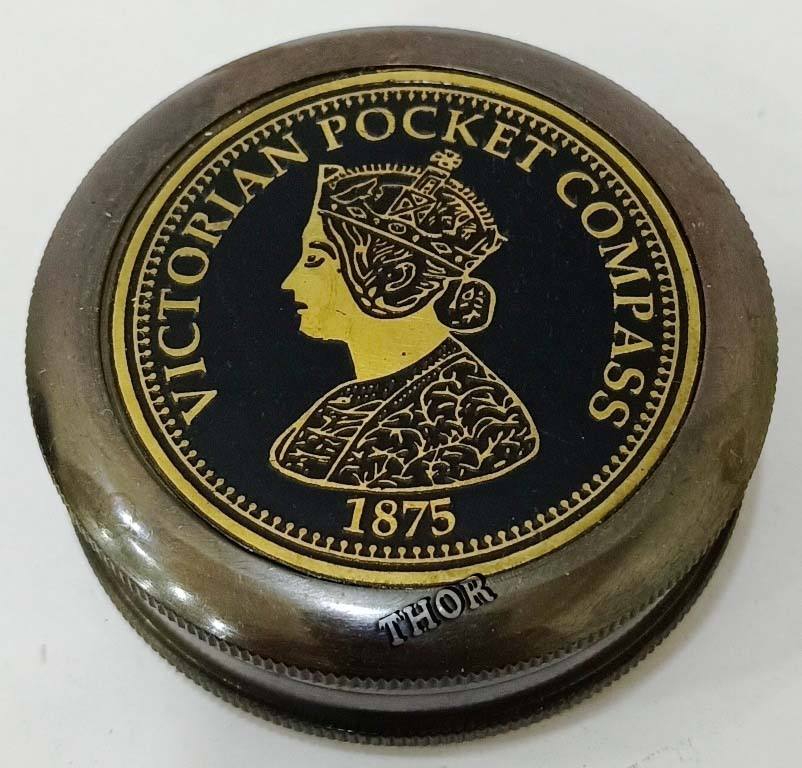 VICTORIAN POCKET COMPASS
1875
THOR